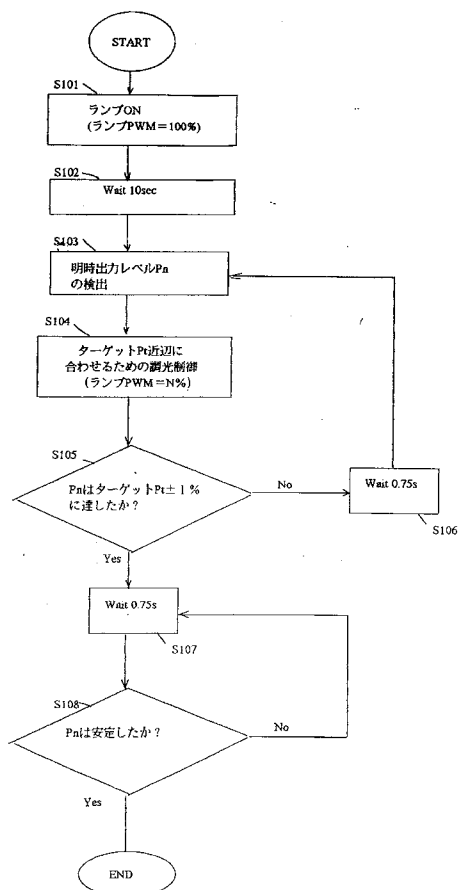 START
S101
ランプON
(ランプPWM＝100%)
S102
Wait 10sec
S103
明時出力レベルPn
の検出
S104
ターゲットPt近辺に
合わせるための調光制御
(ランプPWM＝N%)
S105
PnはターゲットPt±1%
に達したか？
No
Wait 0.75s
S106
Yes
Wait 0.75s
S107
S108
Pnは安定したか？
No
Yes
END